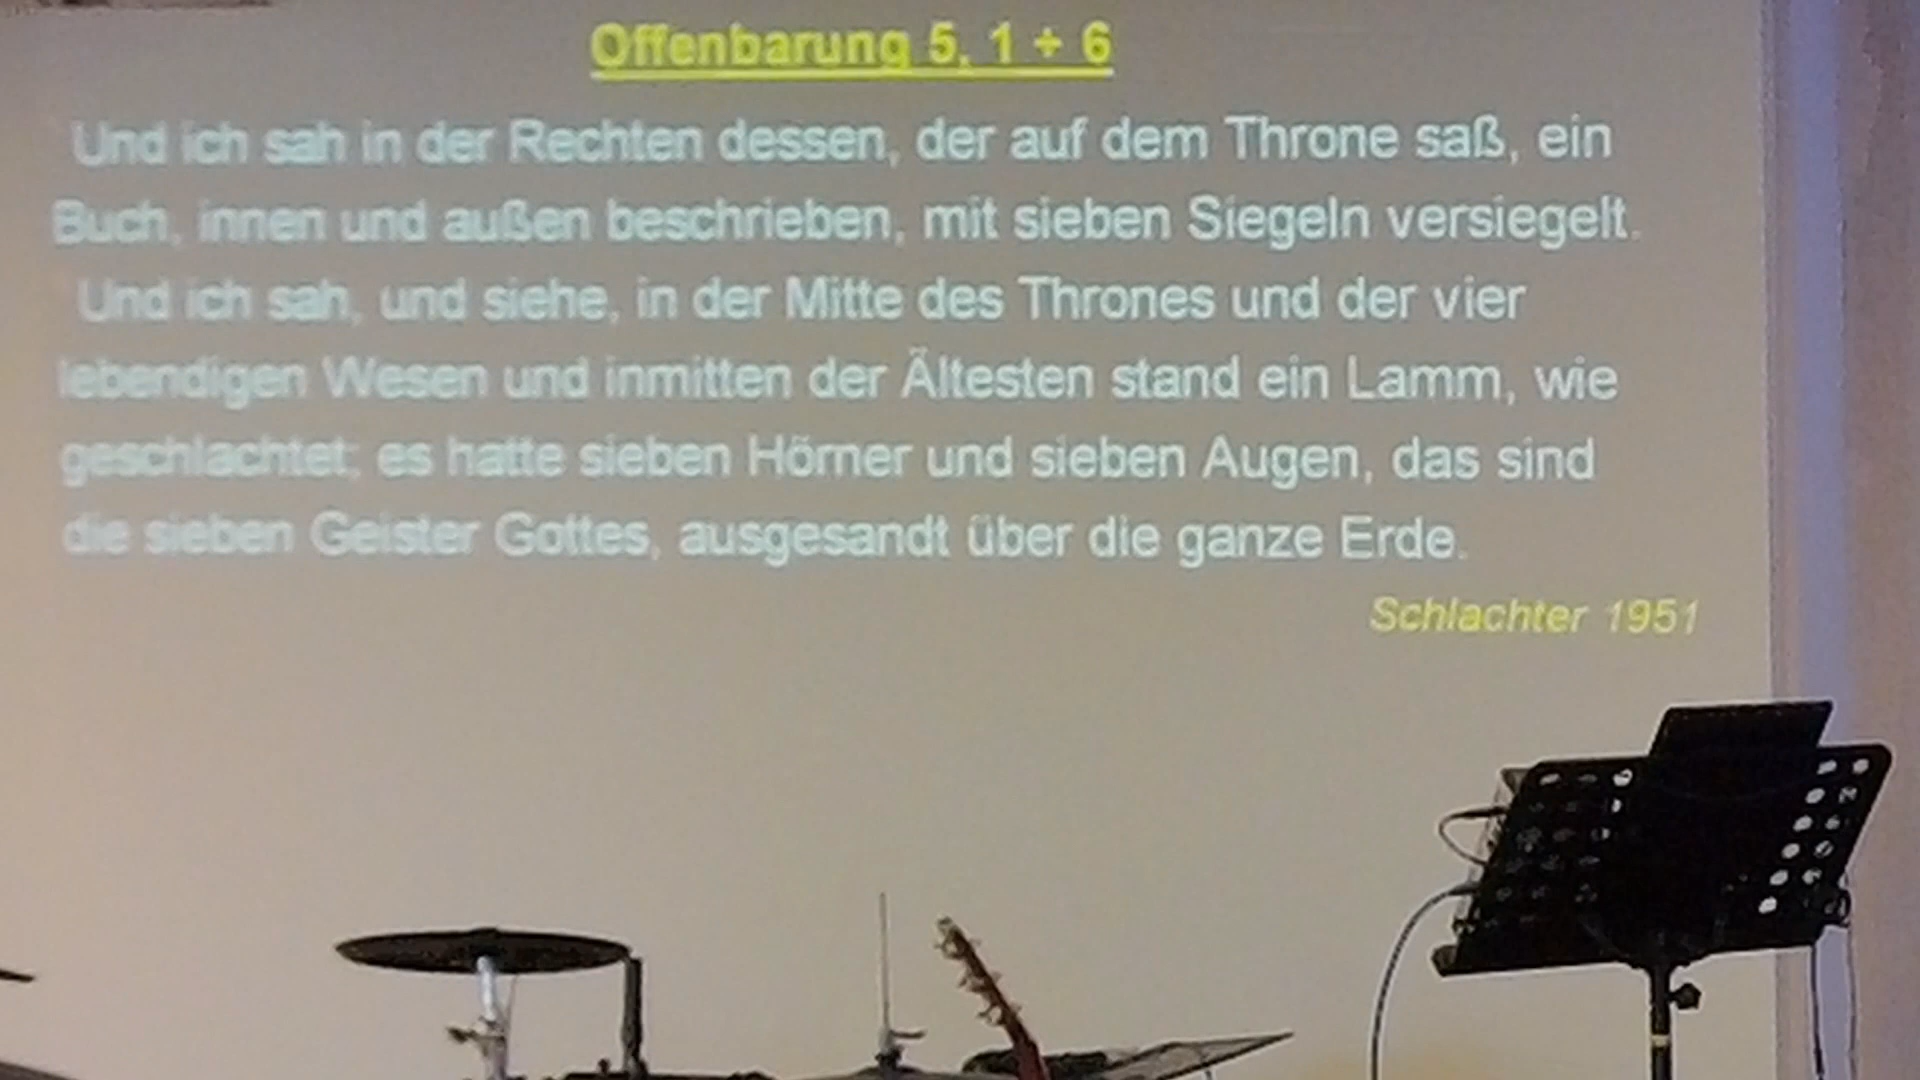 Offenbarung 5, 1 + 6
Und ich sah in der Rechten dessen, der auf dem Throne saß, ein
Buch, innen und außen beschrieben, mit sieben Siegeln versiegelt.
Und ich sah, und siehe, in der Mitte des Thrones und der vier
lebendigen Wesen und inmitten der Ältesten stand ein Lamm, wie
geschlachtet; es hatte sieben Hörner und sieben Augen, das sind
die sieben Geister Gottes, ausgesandt über die ganze Erde.
Schlachter 1951